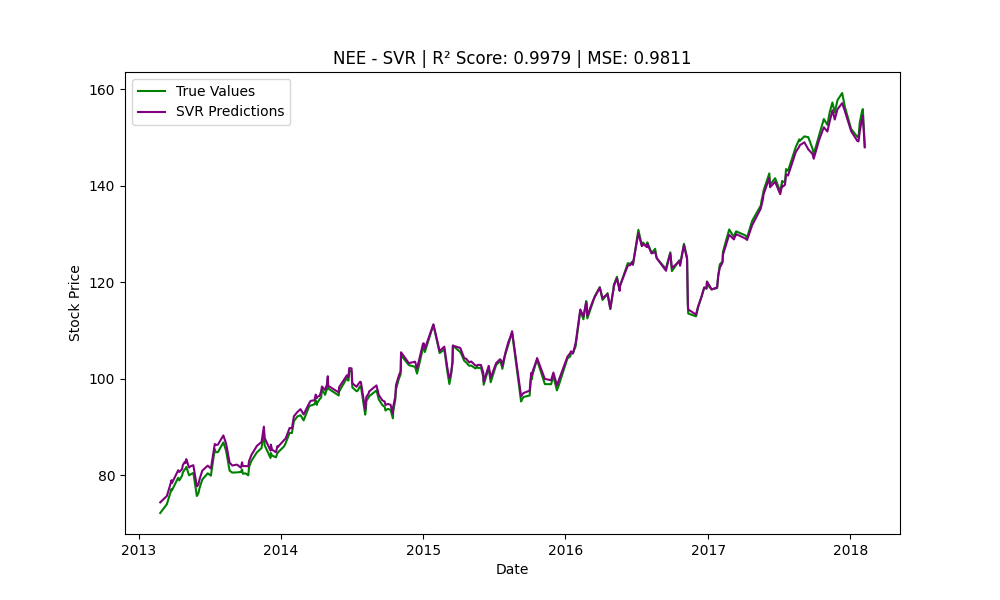 NEE - SVR | R² Score: 0.9979 | MSE: 0.9811
True Values
SVR Predictions
160
140
120
100
80
Stock Price
2013 2014 2015 2016 2017 2018
Date